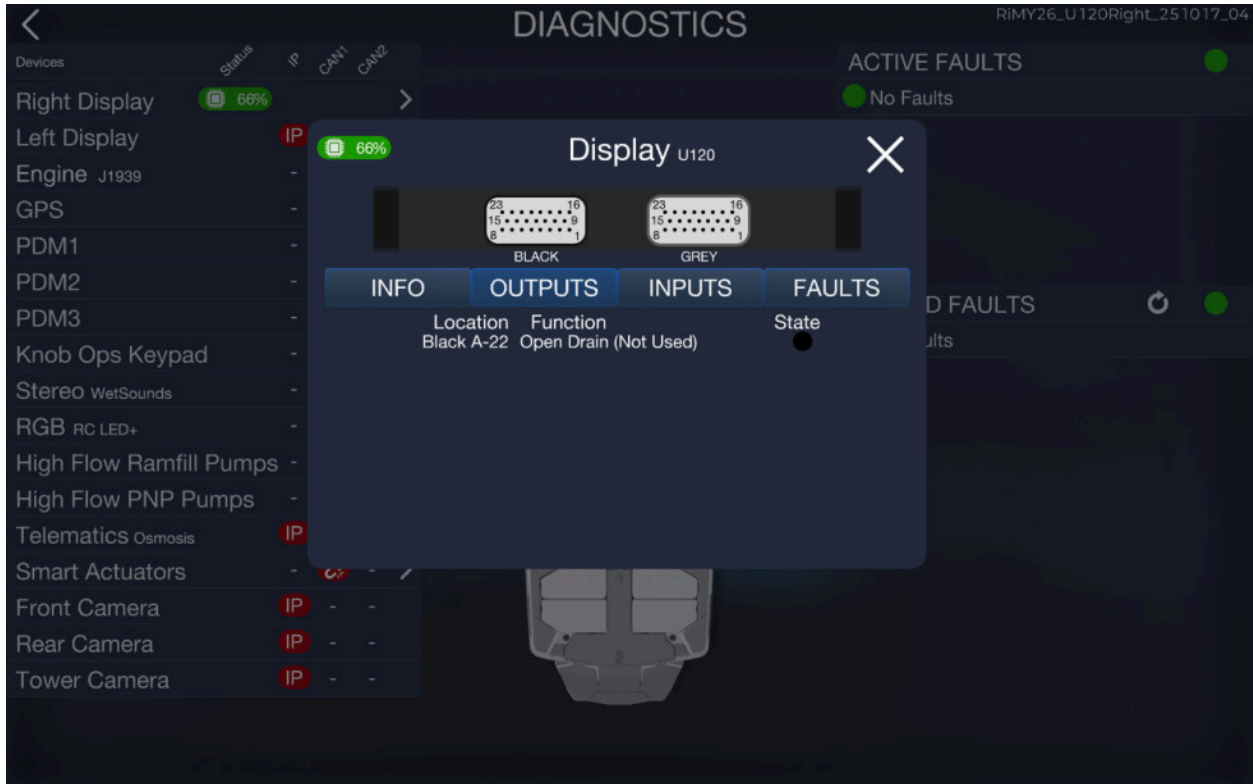 DIAGNOSTICS
RiMY26_U120Right_251017_04
Devices Status IP CAN1 CAN2
Right Display 66%
Left Display IP
Engine J1939 -
GPS -
PDM1 -
PDM2 -
PDM3 -
Knob Ops Keypad -
Stereo WetSounds -
RGB RC LED+ -
High Flow Ramfill Pumps -
High Flow PNP Pumps -
Telematics Osmosis IP
Smart Actuators - -
Front Camera IP - -
Rear Camera IP - -
Tower Camera IP - -
66% Display U120
23 16
15 9
8 1
BLACK
23 16
15 9
8 1
GREY
INFO OUTPUTS INPUTS FAULTS
Location Function State
Black A-22 Open Drain (Not Used)
ACTIVE FAULTS
No Faults
D FAULTS
ults